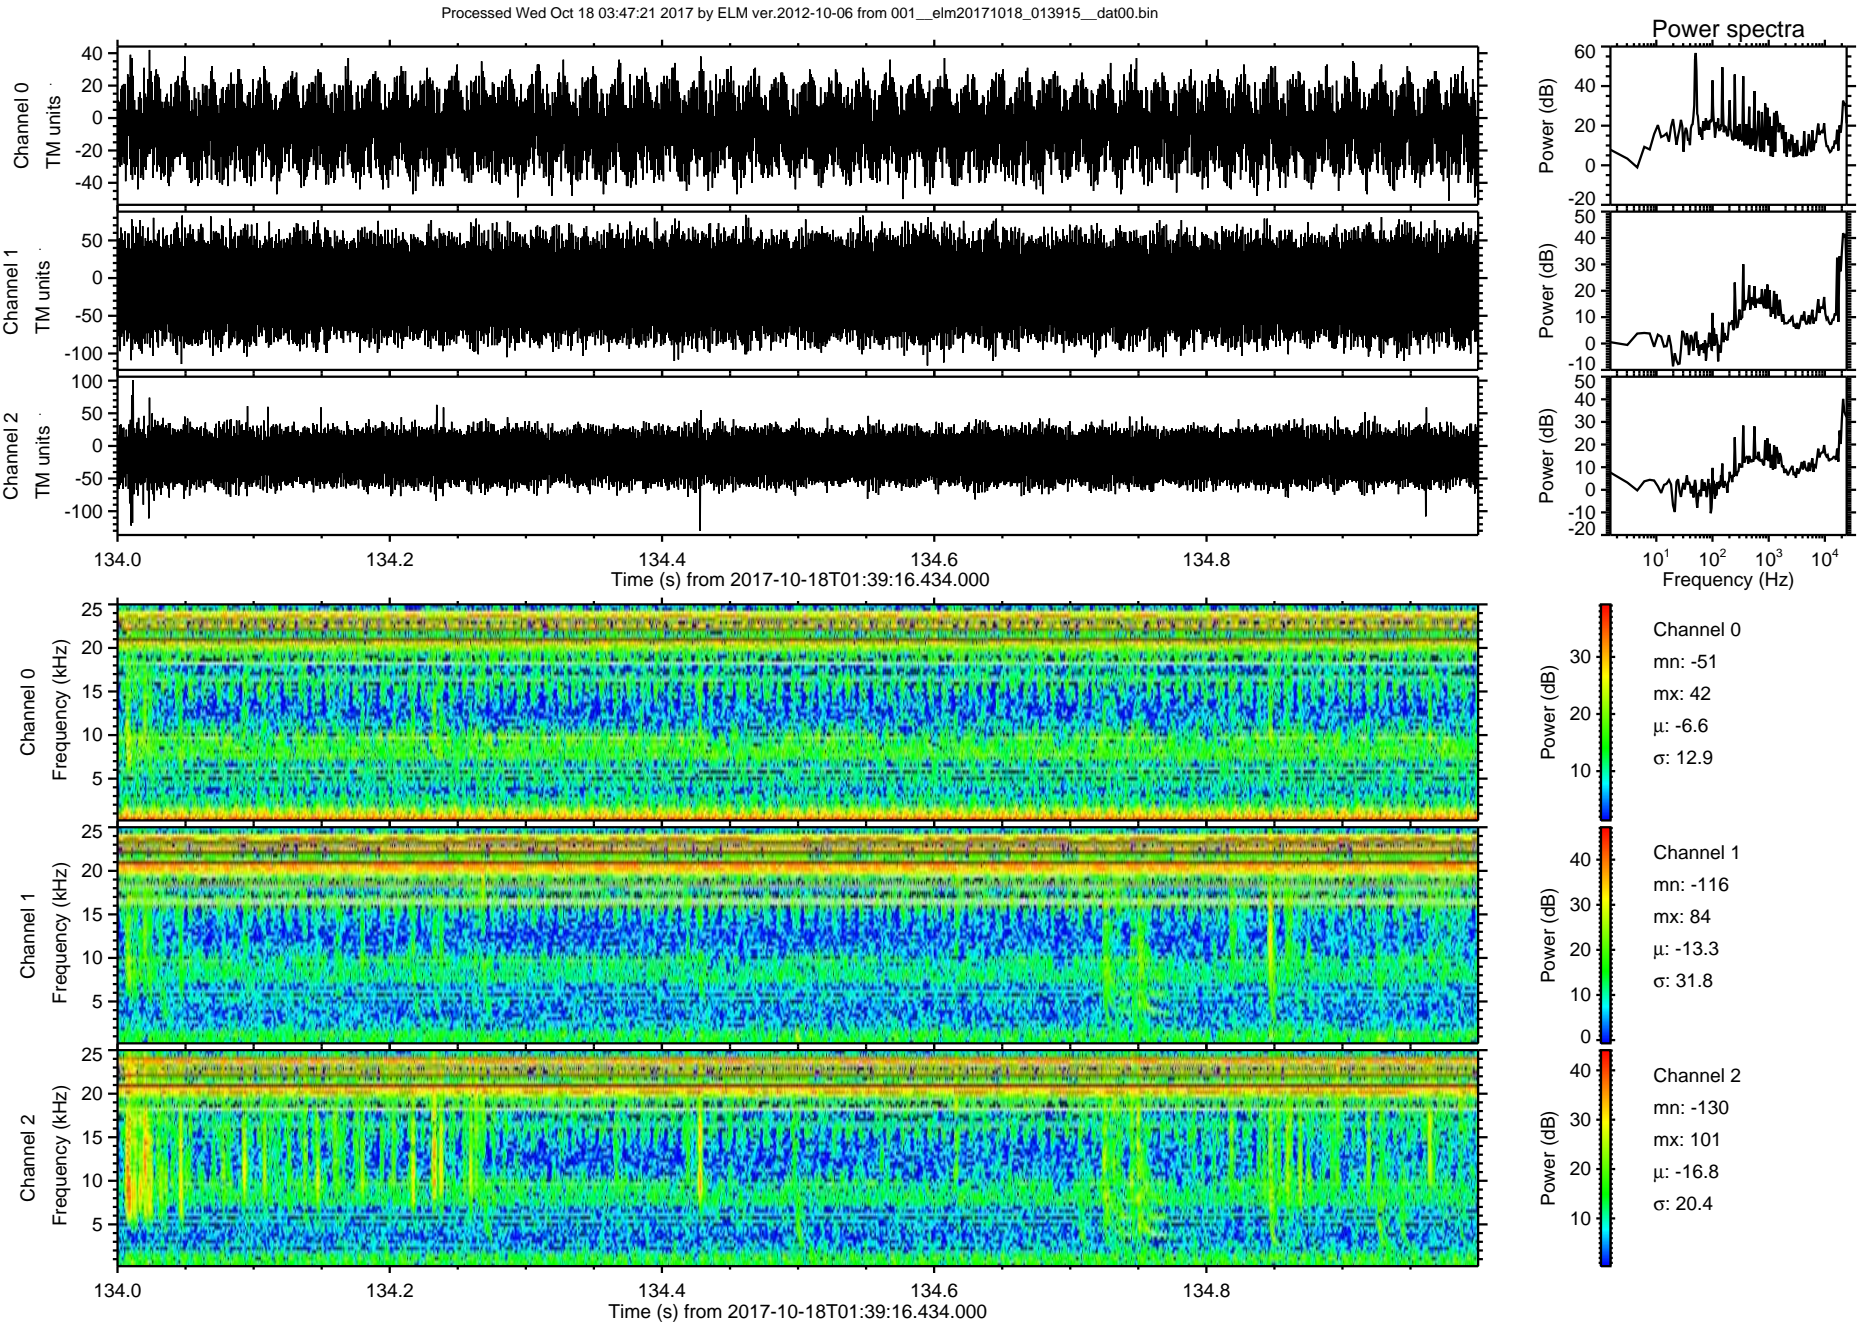 Processed Wed Oct 18 03:47:21 2017 by ELM ver.2012-10-06 from 001__elm20171018_013915__dat00.bin
Power spectra
Channel 0
TM units
40
20
0
-20
-40
Power (dB)
60
40
20
0
-20
Channel 1
TM units
50
0
-50
-100
Power (dB)
50
40
30
20
10
0
-10
Channel 2
TM units
100
50
0
-50
-100
Power (dB)
50
40
30
20
10
0
-10
-20
134.0 134.2 134.4 134.6 134.8
Time (s) from 2017-10-18T01:39:16.434.000
10^1 10^2 10^3 10^4
Frequency (Hz)
Channel 0
Frequency (kHz)
25
20
15
10
5
Power (dB)
30
20
10
Channel 0
mn: -51
mx: 42
μ: -6.6
σ: 12.9
Channel 1
Frequency (kHz)
25
20
15
10
5
Power (dB)
40
30
20
10
0
Channel 1
mn: -116
mx: 84
μ: -13.3
σ: 31.8
Channel 2
Frequency (kHz)
25
20
15
10
5
Power (dB)
40
30
20
10
Channel 2
mn: -130
mx: 101
μ: -16.8
σ: 20.4
134.0 134.2 134.4 134.6 134.8
Time (s) from 2017-10-18T01:39:16.434.000